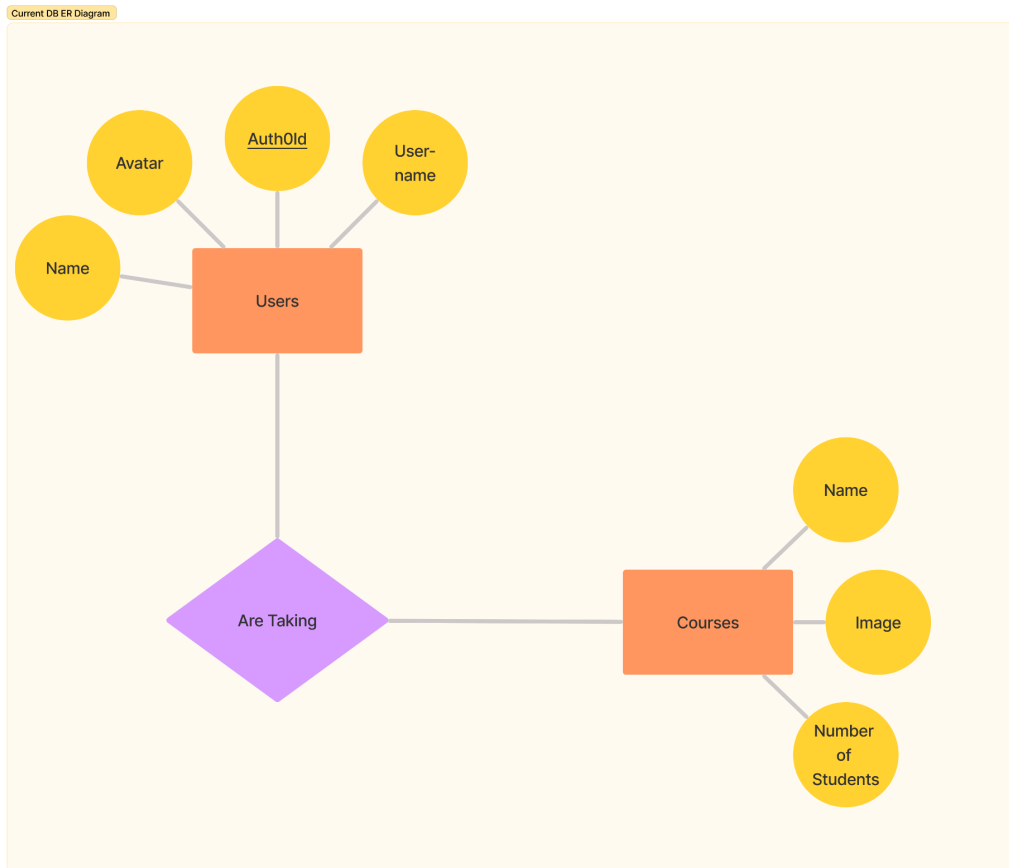 Current DB ER Diagram
Auth0Id
Avatar
User-
name
Name
Users
Name
Are Taking
Courses
Image
Number
of
Students